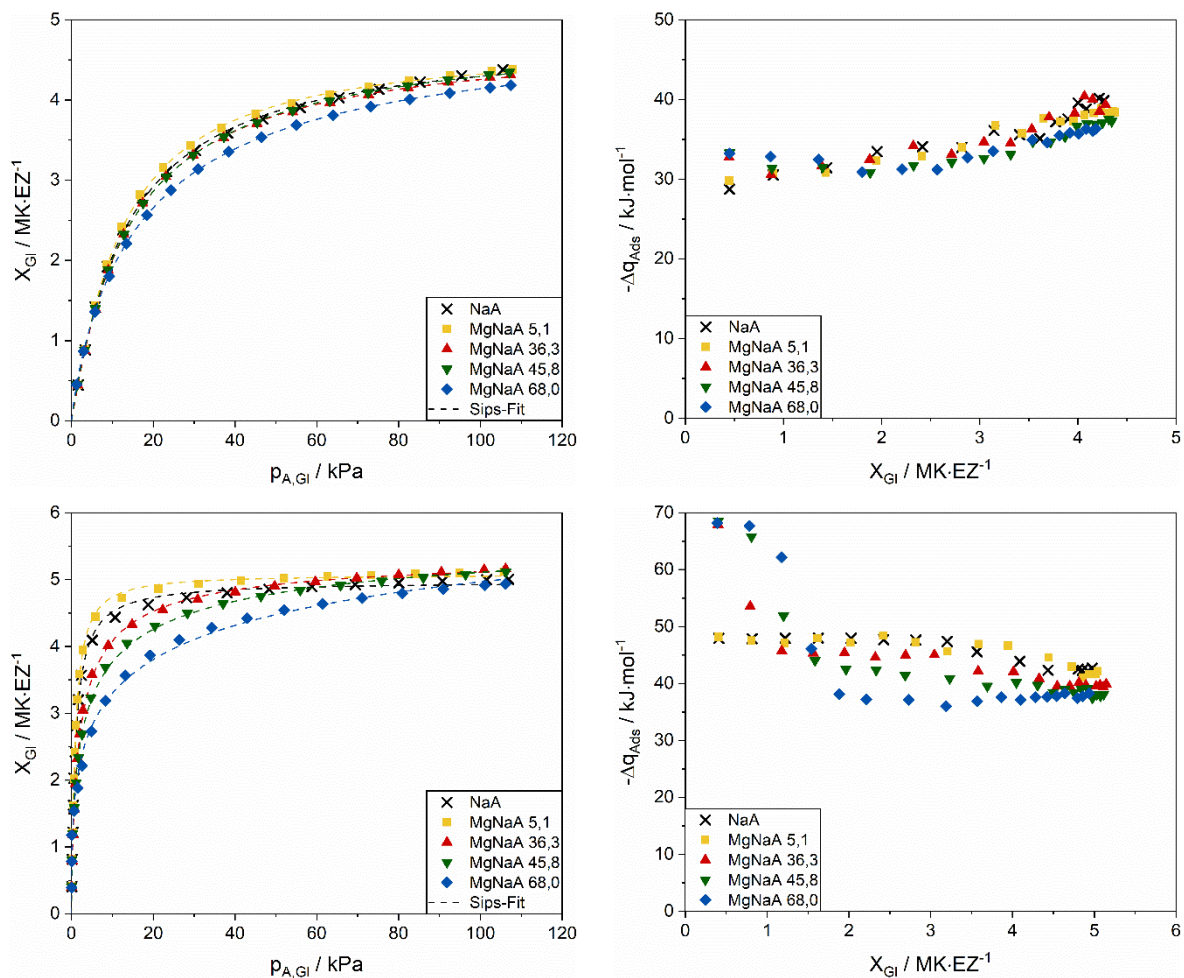 5
4
3
2
1
0
X_GI / MK·EZ⁻¹
0 20 40 60 80 100 120
p_A,GI / kPa
NaA
MgNaA 5,1
MgNaA 36,3
MgNaA 45,8
MgNaA 68,0
Sips-Fit
50
40
30
20
10
0
-Δq_Ads / kJ·mol⁻¹
0 1 2 3 4 5
X_GI / MK·EZ⁻¹
NaA
MgNaA 5,1
MgNaA 36,3
MgNaA 45,8
MgNaA 68,0
6
5
4
3
2
1
0
X_GI / MK·EZ⁻¹
0 20 40 60 80 100 120
p_A,GI / kPa
NaA
MgNaA 5,1
MgNaA 36,3
MgNaA 45,8
MgNaA 68,0
Sips-Fit
70
60
50
40
30
20
10
0
-Δq_Ads / kJ·mol⁻¹
0 1 2 3 4 5 6
X_GI / MK·EZ⁻¹
NaA
MgNaA 5,1
MgNaA 36,3
MgNaA 45,8
MgNaA 68,0